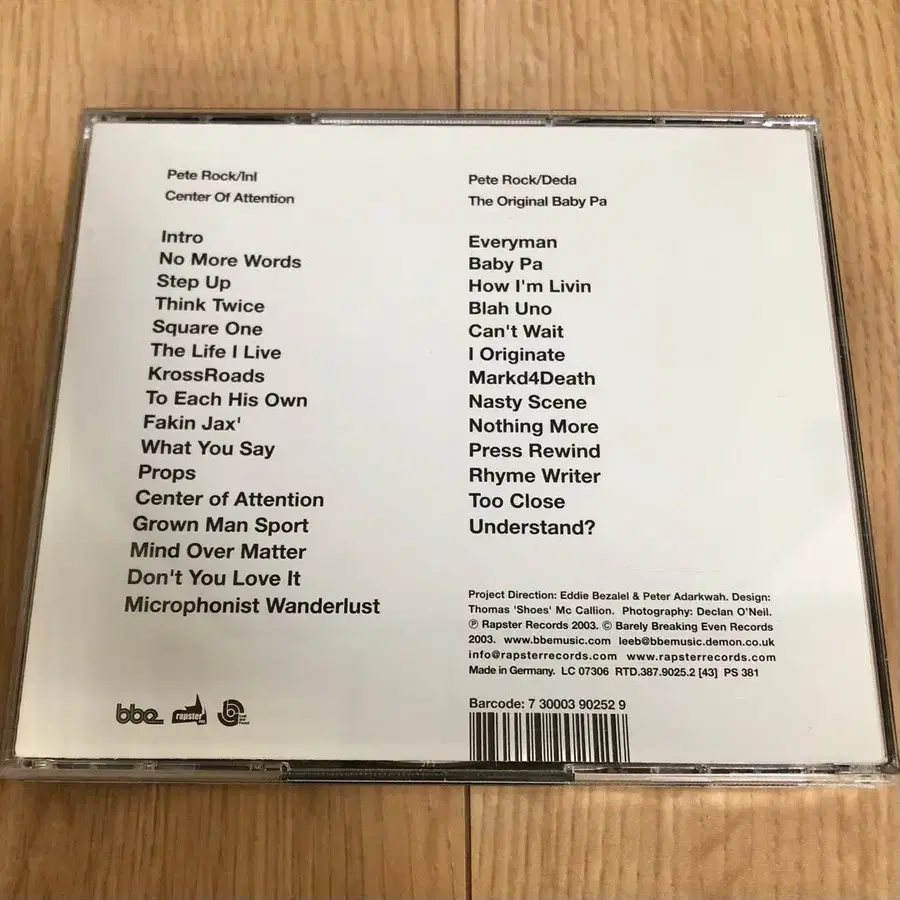 Pete Rock/InI
Center Of Attention
Intro
No More Words
Step Up
Think Twice
Square One
The Life I Live
KrossRoads
To Each His Own
Fakin Jax'
What You Say
Props
Center of Attention
Grown Man Sport
Mind Over Matter
Don't You Love It
Microphonist Wanderlust
Pete Rock/Deda
The Original Baby Pa
Everyman
Baby Pa
How I'm Livin
Blah Uno
Can't Wait
I Originate
Markd4Death
Nasty Scene
Nothing More
Press Rewind
Rhyme Writer
Too Close
Understand?
Project Direction: Eddie Bezalel & Peter Adarkwah. Design:
Thomas 'Shoes' Mc Callion. Photography: Declan O'Neil.
℗ Rapster Records 2003. © Barely Breaking Even Records
2003. www.bbemusic.com leeb@bbemusic.demon.co.uk
info@rapsterrecords.com www.rapsterrecords.com
Made in Germany. LC 07306 RTD.387.9025.2 [43] PS 381
Barcode: 7 30003 90252 9
bbe
rapster